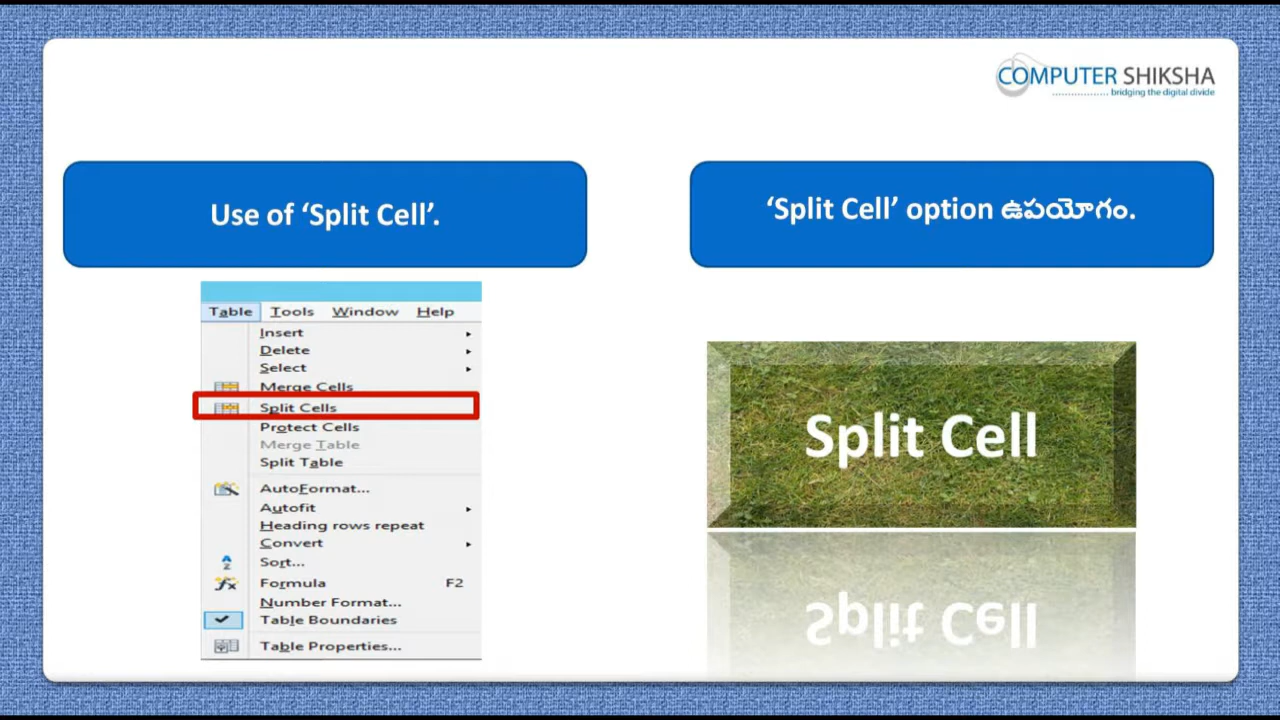 COMPUTER SHIKSHA
bridging the digital divide
Use of ‘Split Cell’.
‘Split Cell’ option ఉపయోగం.
Table Tools Window Help
Insert
Delete
Select
Merge Cells
Split Cells
Protect Cells
Merge Table
Split Table
AutoFormat...
Autofit
Heading rows repeat
Convert
Sort...
Formula F2
Number Format...
Table Boundaries
Table Properties...
Split Cell